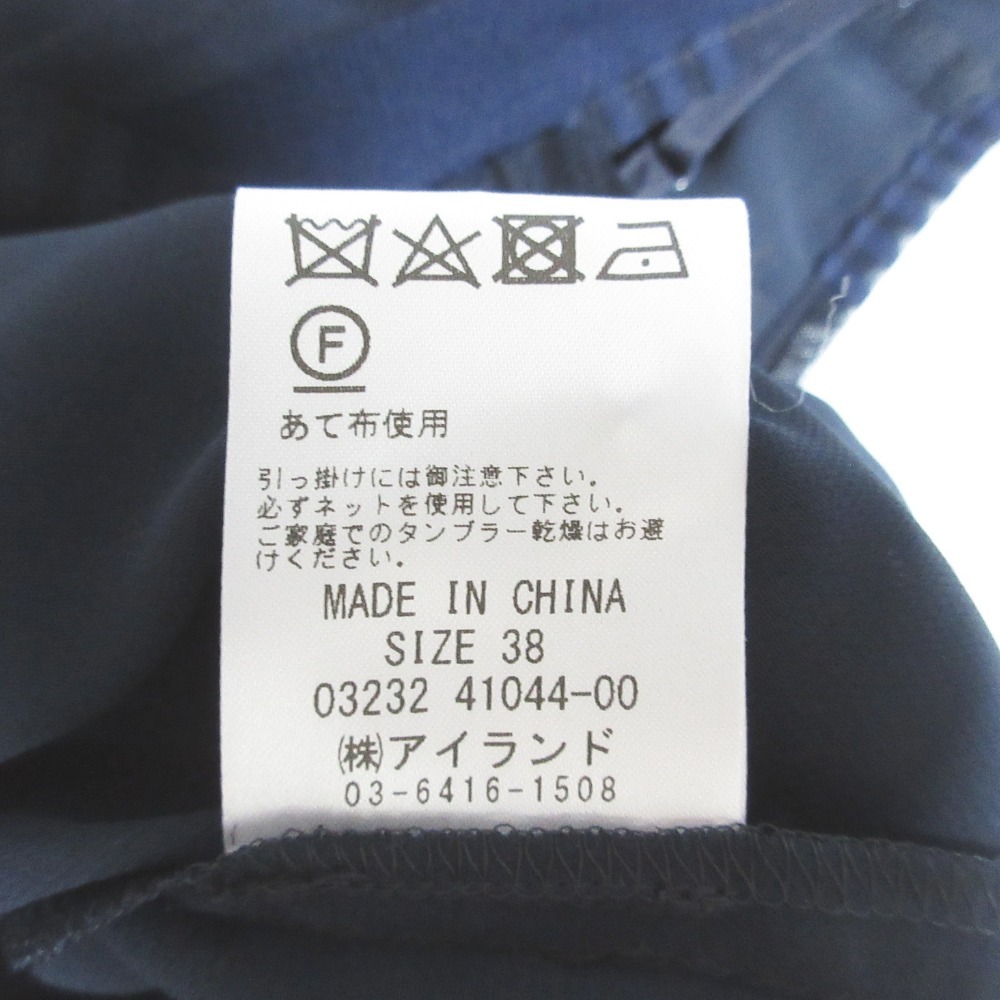 F
あて布使用
引っ掛けには御注意下さい。
必ずネットを使用して下さい。
ご家庭でのタンブラー乾燥はお避
けください。
MADE IN CHINA
SIZE 38
03232 41044-00
㈱アイランド
03-6416-1508